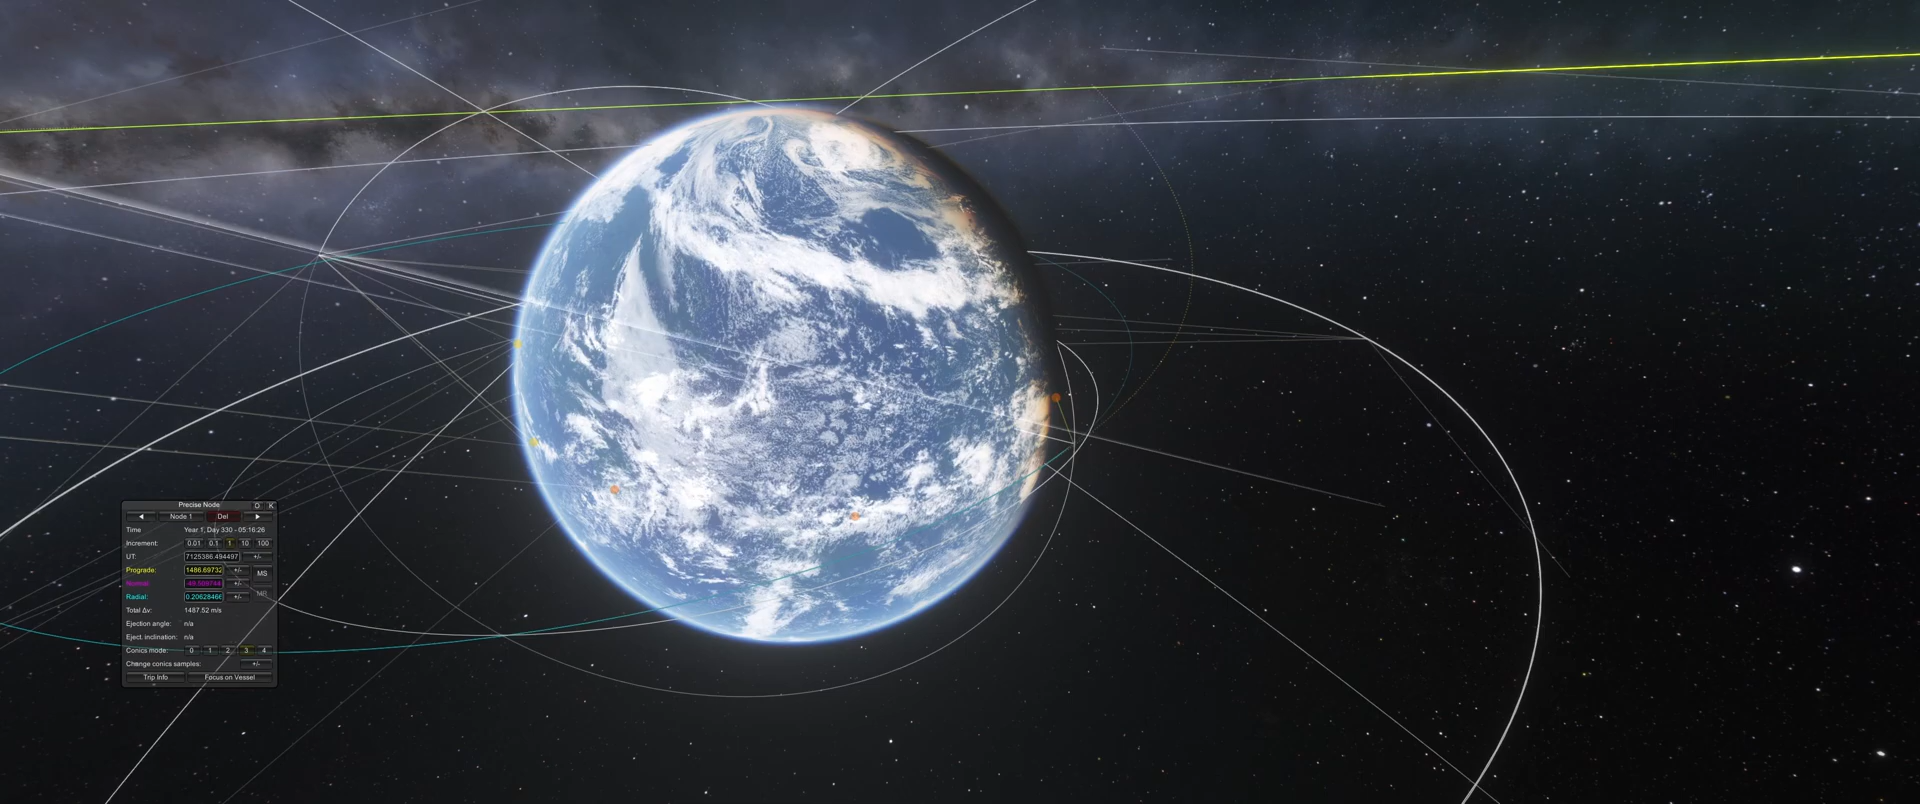 Precise Node O K
◀ Node 1 Del ▶
Time Year 1, Day 330 - 05:16:26
Increment: 0.01 0.1 1 10 100
UT: 7125386.494497 +/-
Prograde: 1486.69732 +/- MS
Normal: +/-
Radial: 0.20628466 +/- MR
Total Δv: 1487.52 m/s
Ejection angle: n/a
Eject. inclination: n/a
Conics mode: 0 1 2 3 4
Change conics samples: +/-
Trip Info Focus on Vessel